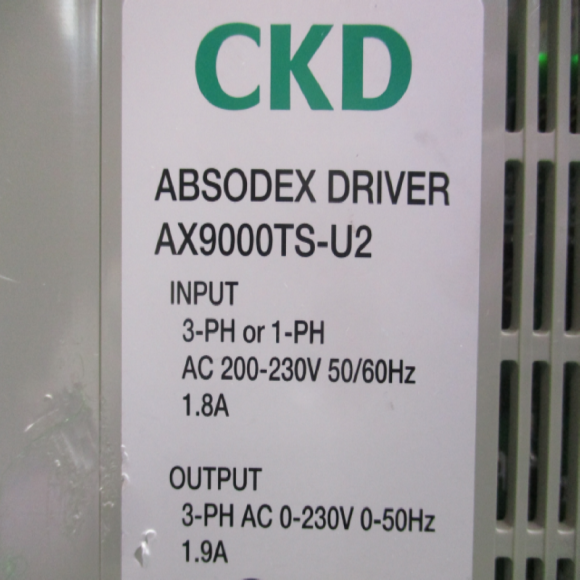 CKD
ABSODEX DRIVER
AX9000TS-U2
INPUT
3-PH or 1-PH
AC 200-230V 50/60Hz
1.8A
OUTPUT
3-PH AC 0-230V 0-50Hz
1.9A